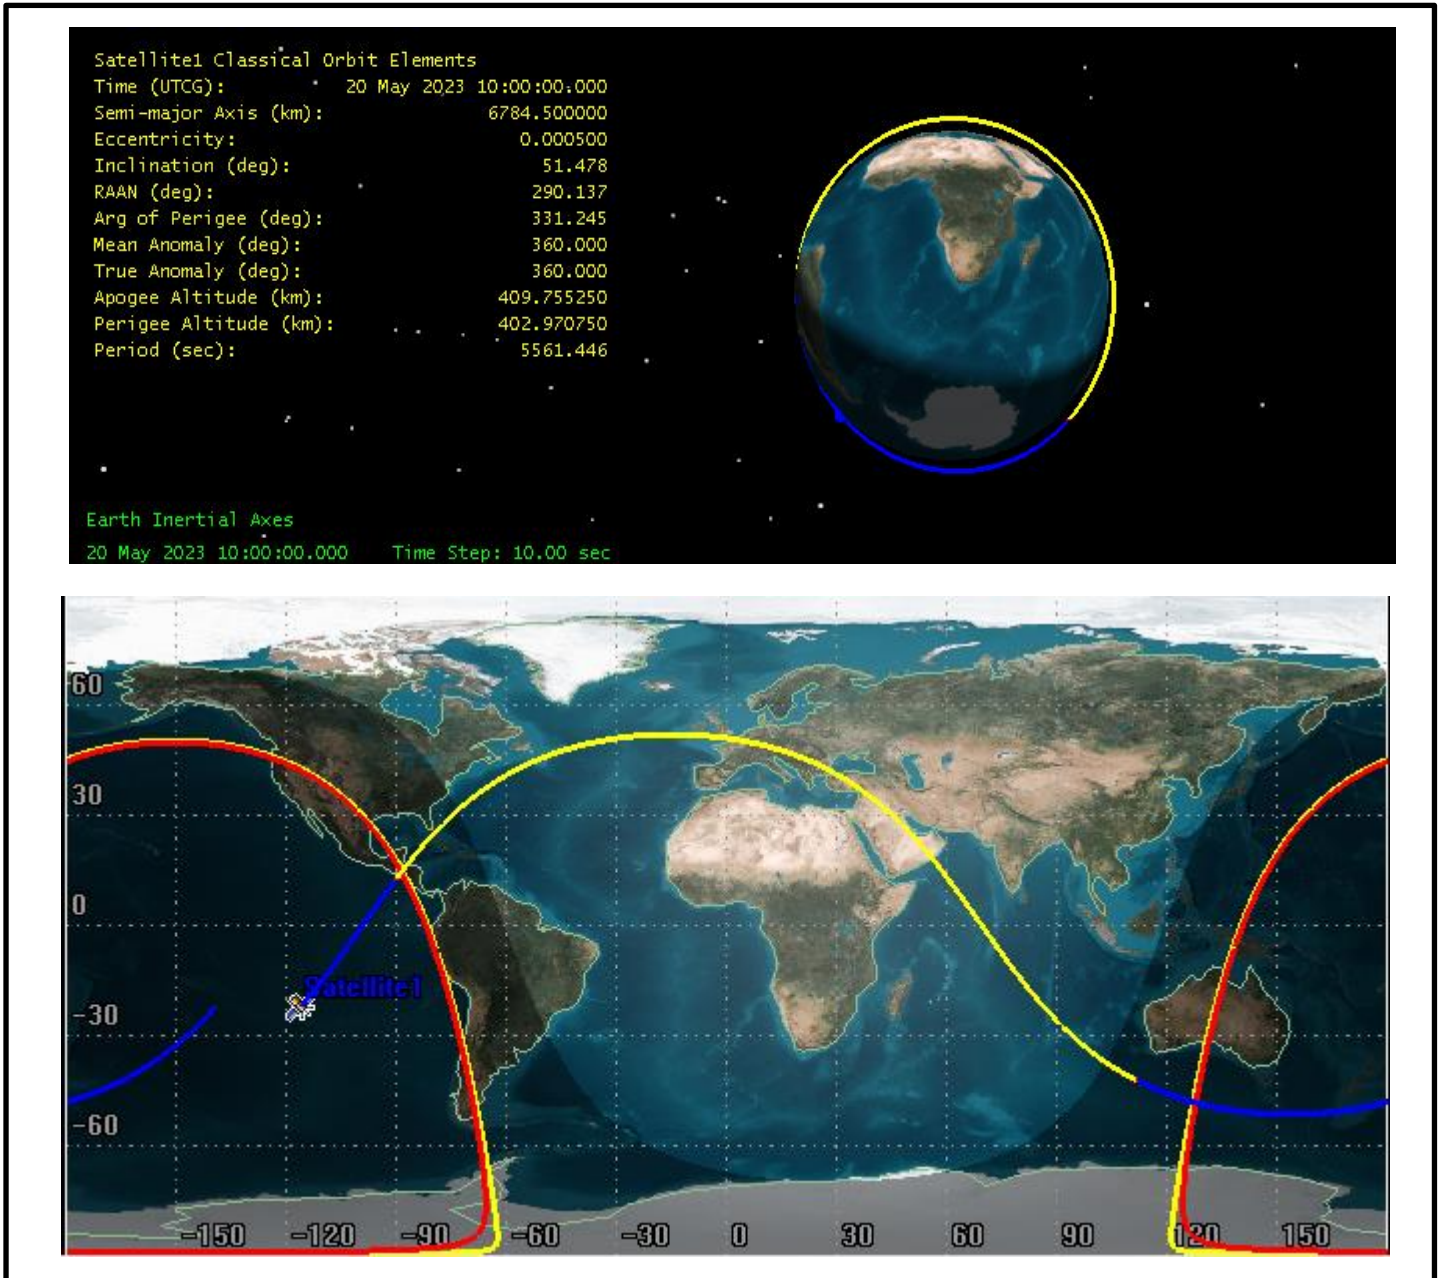 Satellite1 Classical Orbit Elements
Time (UTCG): 20 May 2023 10:00:00.000
Semi-major Axis (km): 6784.500000
Eccentricity: 0.000500
Inclination (deg): 51.478
RAAN (deg): 290.137
Arg of Perigee (deg): 331.245
Mean Anomaly (deg): 360.000
True Anomaly (deg): 360.000
Apogee Altitude (km): 409.755250
Perigee Altitude (km): 402.970750
Period (sec): 5561.446
Earth Inertial Axes
20 May 2023 10:00:00.000 Time Step: 10.00 sec
60
30
0
Satellite1
-30
-60
-150 -120 -90 -60 -30 0 30 60 90 120 150